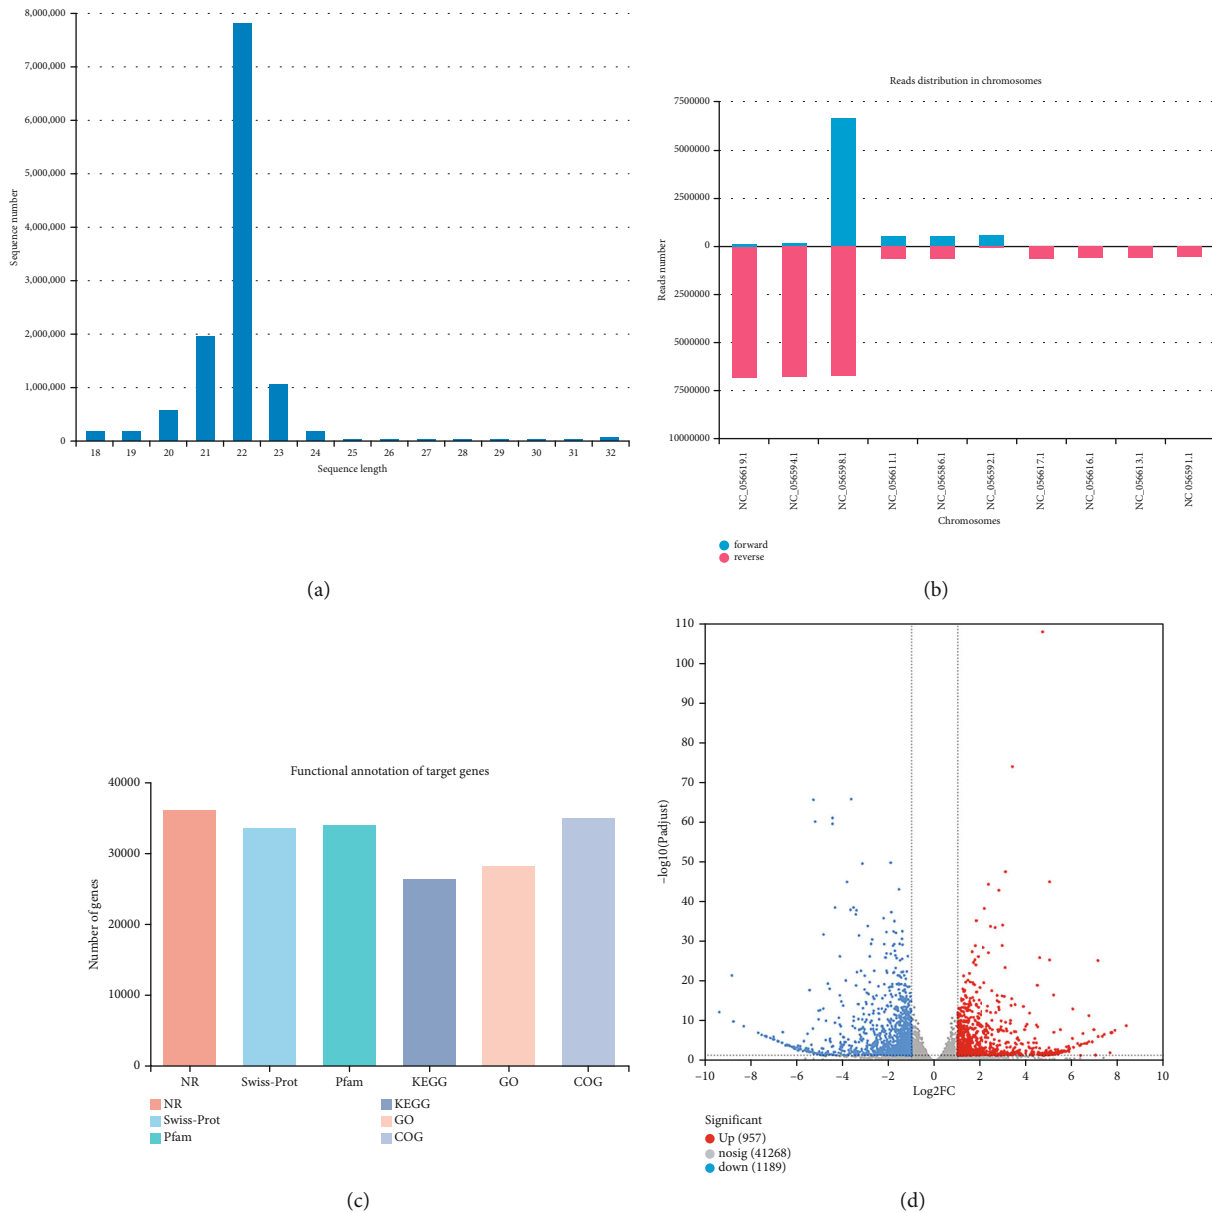 8,000,000
7,000,000
6,000,000
5,000,000
4,000,000
3,000,000
2,000,000
1,000,000
0
Sequence number
18 19 20 21 22 23 24 25 26 27 28 29 30 31 32
Sequence length
(a)
Reads distribution in chromosomes
7500000
5000000
2500000
0
2500000
5000000
7500000
10000000
Reads number
NC_056619.1
NC_056594.1
NC_056598.1
NC_056611.1
NC_056586.1
NC_056592.1
NC_056617.1
NC_056616.1
NC_056613.1
NC 056591.1
Chromosomes
forward
reverse
(b)
Functional annotation of target genes
40000
30000
20000
10000
0
Number of genes
NR Swiss-Prot Pfam KEGG GO COG
NR
Swiss-Prot
Pfam
KEGG
GO
COG
(c)
110
100
90
80
70
60
50
40
30
20
10
0
−log10(Padjust)
−10 −8 −6 −4 −2 0 2 4 6 8 10
Log2FC
Significant
Up (957)
nosig (41268)
down (1189)
(d)